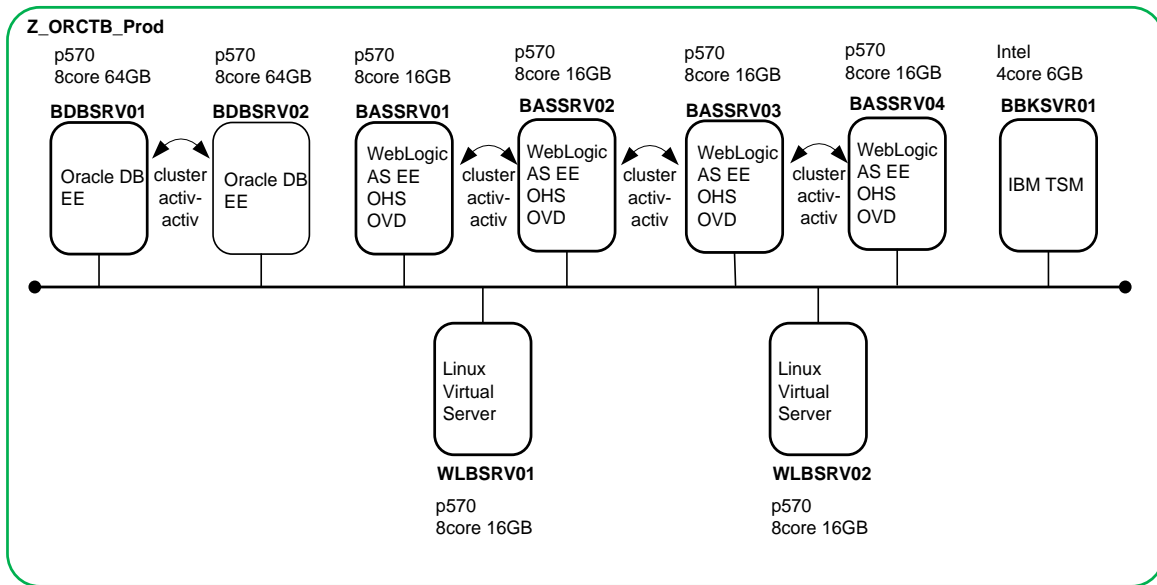 Z_ORCTB_Prod
p570
8core 64GB
BDBSRV01
Oracle DB
EE
cluster
activ-
activ
p570
8core 64GB
BDBSRV02
Oracle DB
EE
p570
8core 16GB
BASSRV01
WebLogic
AS EE
OHS
OVD
cluster
activ-
activ
p570
8core 16GB
BASSRV02
WebLogic
AS EE
OHS
OVD
cluster
activ-
activ
p570
8core 16GB
BASSRV03
WebLogic
AS EE
OHS
OVD
cluster
activ-
activ
p570
8core 16GB
BASSRV04
WebLogic
AS EE
OHS
OVD
Intel
4core 6GB
BBKSVR01
IBM TSM
Linux
Virtual
Server
WLBSRV01
p570
8core 16GB
Linux
Virtual
Server
WLBSRV02
p570
8core 16GB